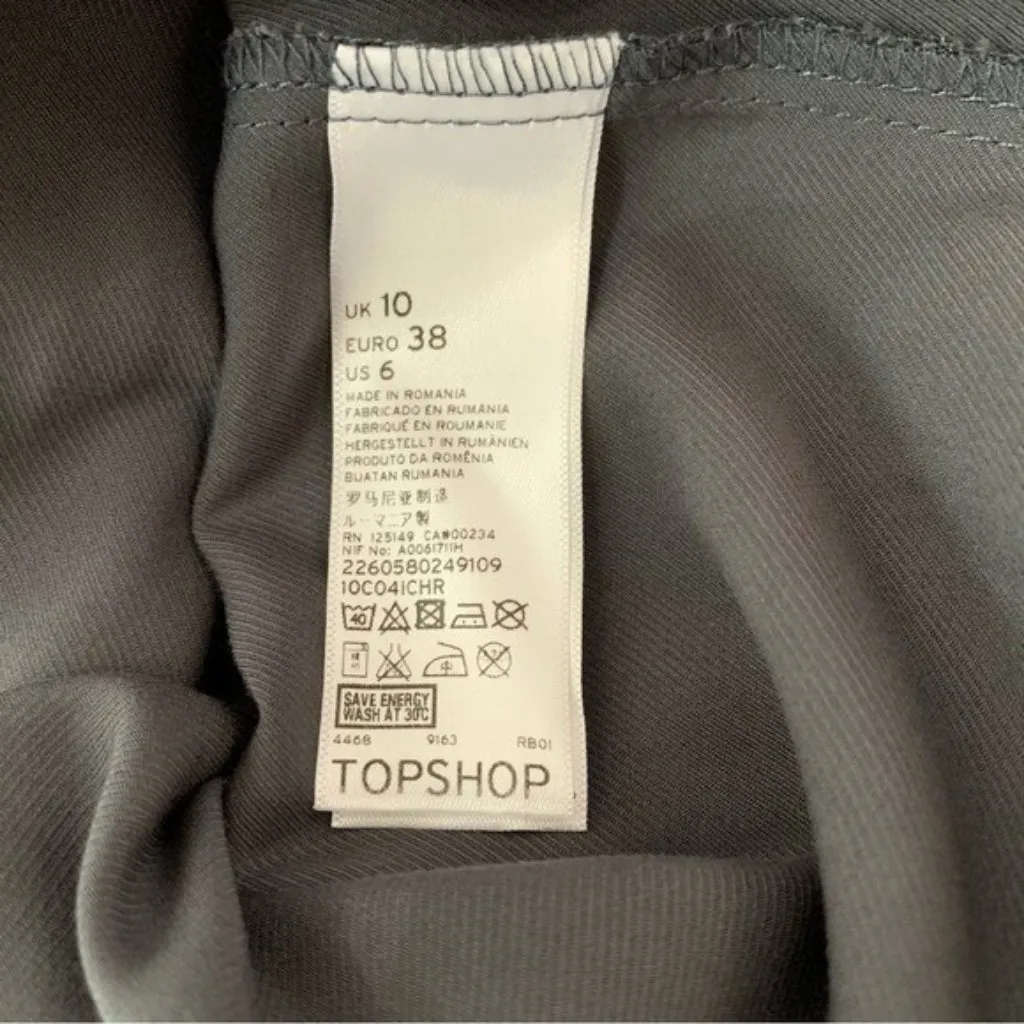 UK 10
EURO 38
US 6
MADE IN ROMANIA
FABRICADO EN RUMANIA
FABRIQUÉ EN ROUMANIE
HERGESTELLT IN RUMÄNIEN
PRODUTO DA ROMÊNIA
BUATAN RUMANIA
罗马尼亚制造
ルーマニア製
RN 125149 CA#00234
NIF No: A0061711H
2260580249109
10C04ICHR
40
SAVE ENERGY
WASH AT 30°C
4468 9163 RB01
TOPSHOP